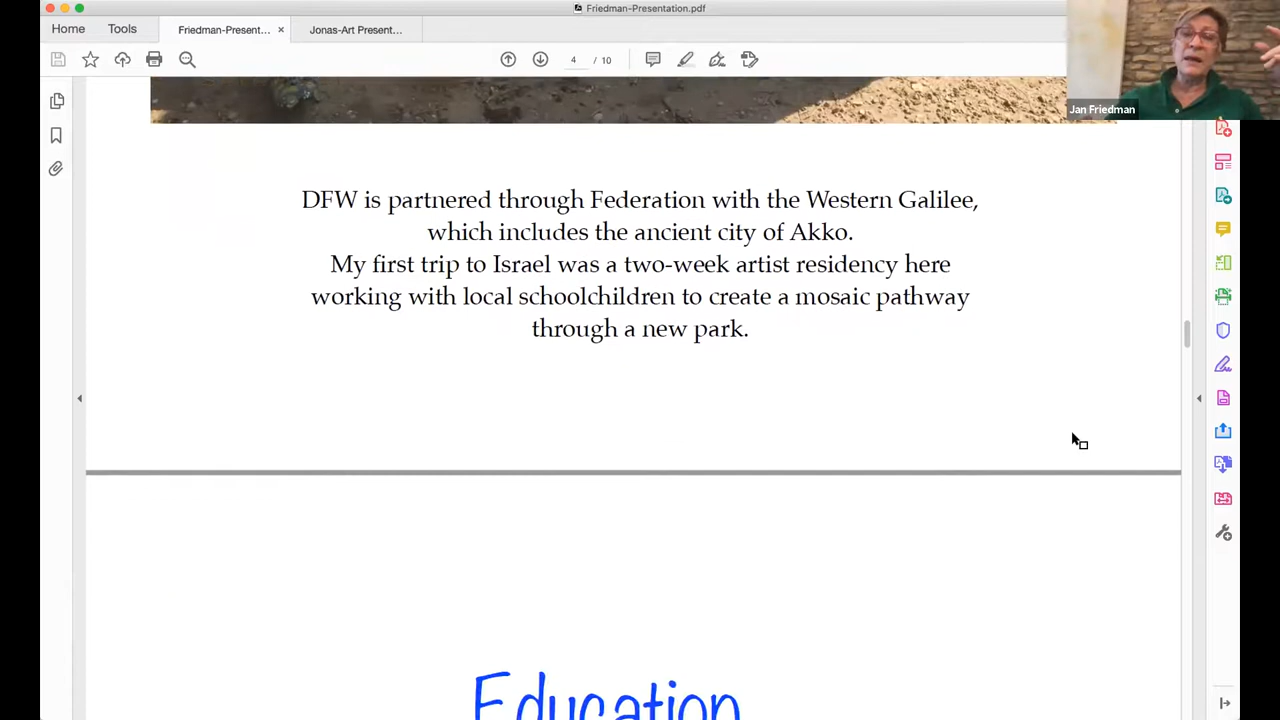 Friedman-Presentation.pdf
Home
Tools
Friedman-Present...
Jonas-Art Present...
4 / 10
Jan Friedman
DFW is partnered through Federation with the Western Galilee,
which includes the ancient city of Akko.
My first trip to Israel was a two-week artist residency here
working with local schoolchildren to create a mosaic pathway
through a new park.
Education